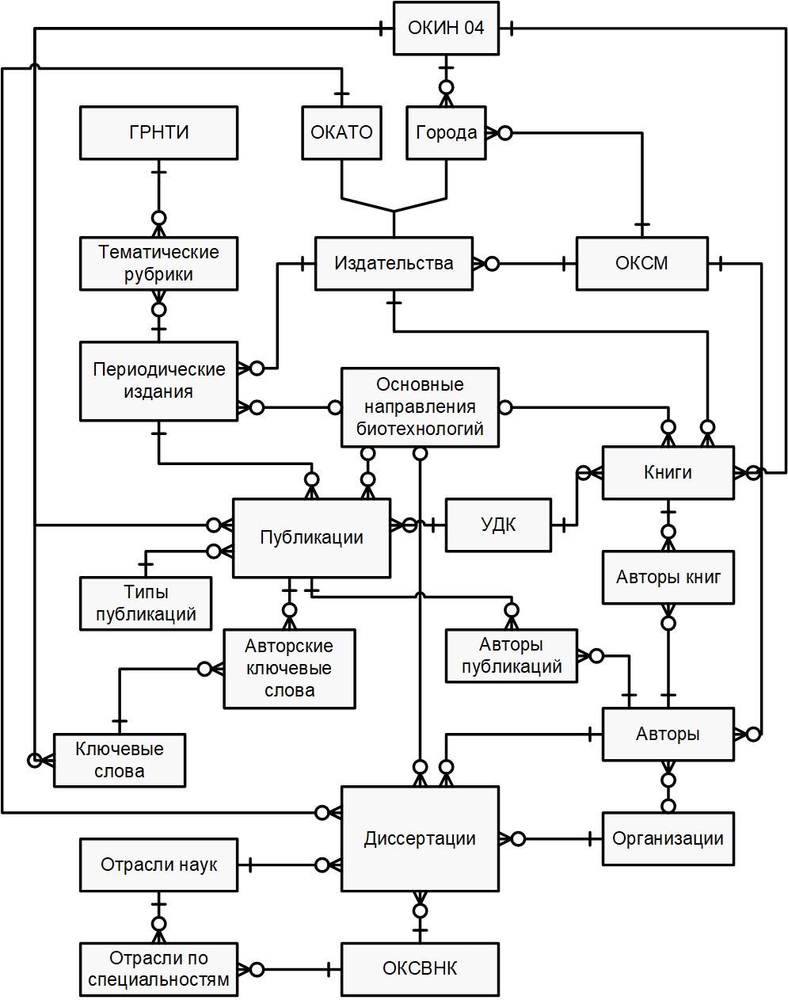 ОКИН 04
ГРНТИ
ОКАТО
Города
Тематические
рубрики
Издательства
ОКСМ
Периодические
издания
Основные
направления
биотехнологий
Книги
Публикации
УДК
Авторы книг
Типы
публикаций
Авторские
ключевые
слова
Авторы
публикаций
Ключевые
слова
Авторы
Диссертации
Организации
Отрасли наук
Отрасли по
специальностям
ОКСВНК